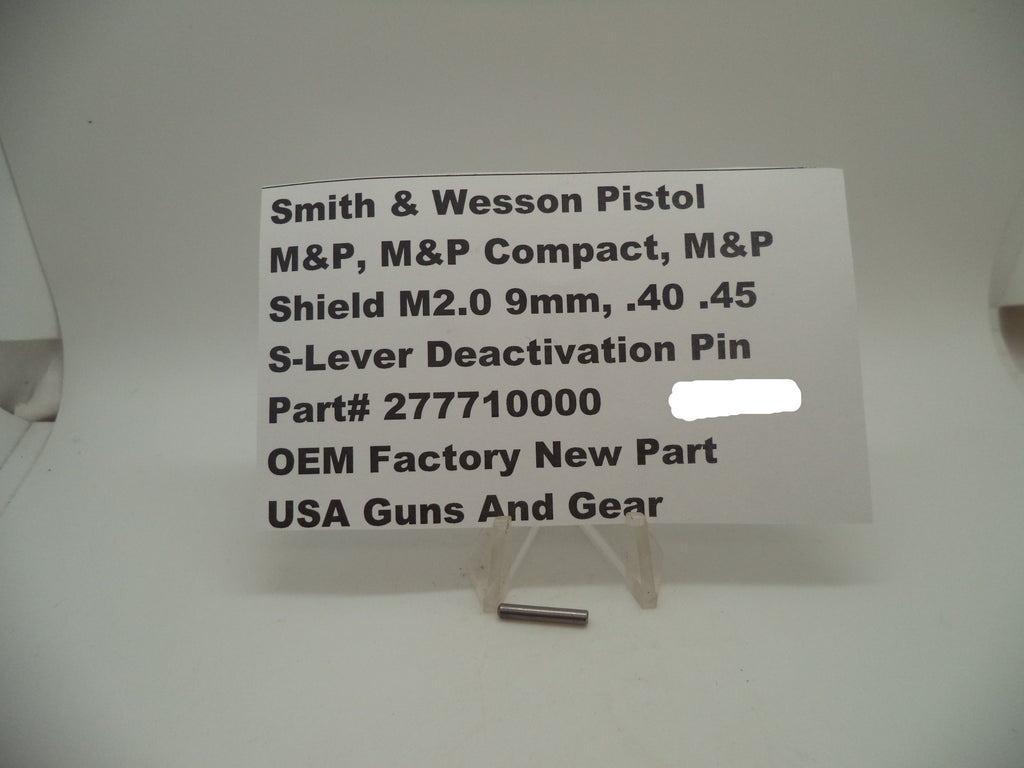 Smith & Wesson Pistol
M&P, M&P Compact, M&P
Shield M2.0 9mm, .40 .45
S-Lever Deactivation Pin
Part# 277710000
OEM Factory New Part
USA Guns And Gear